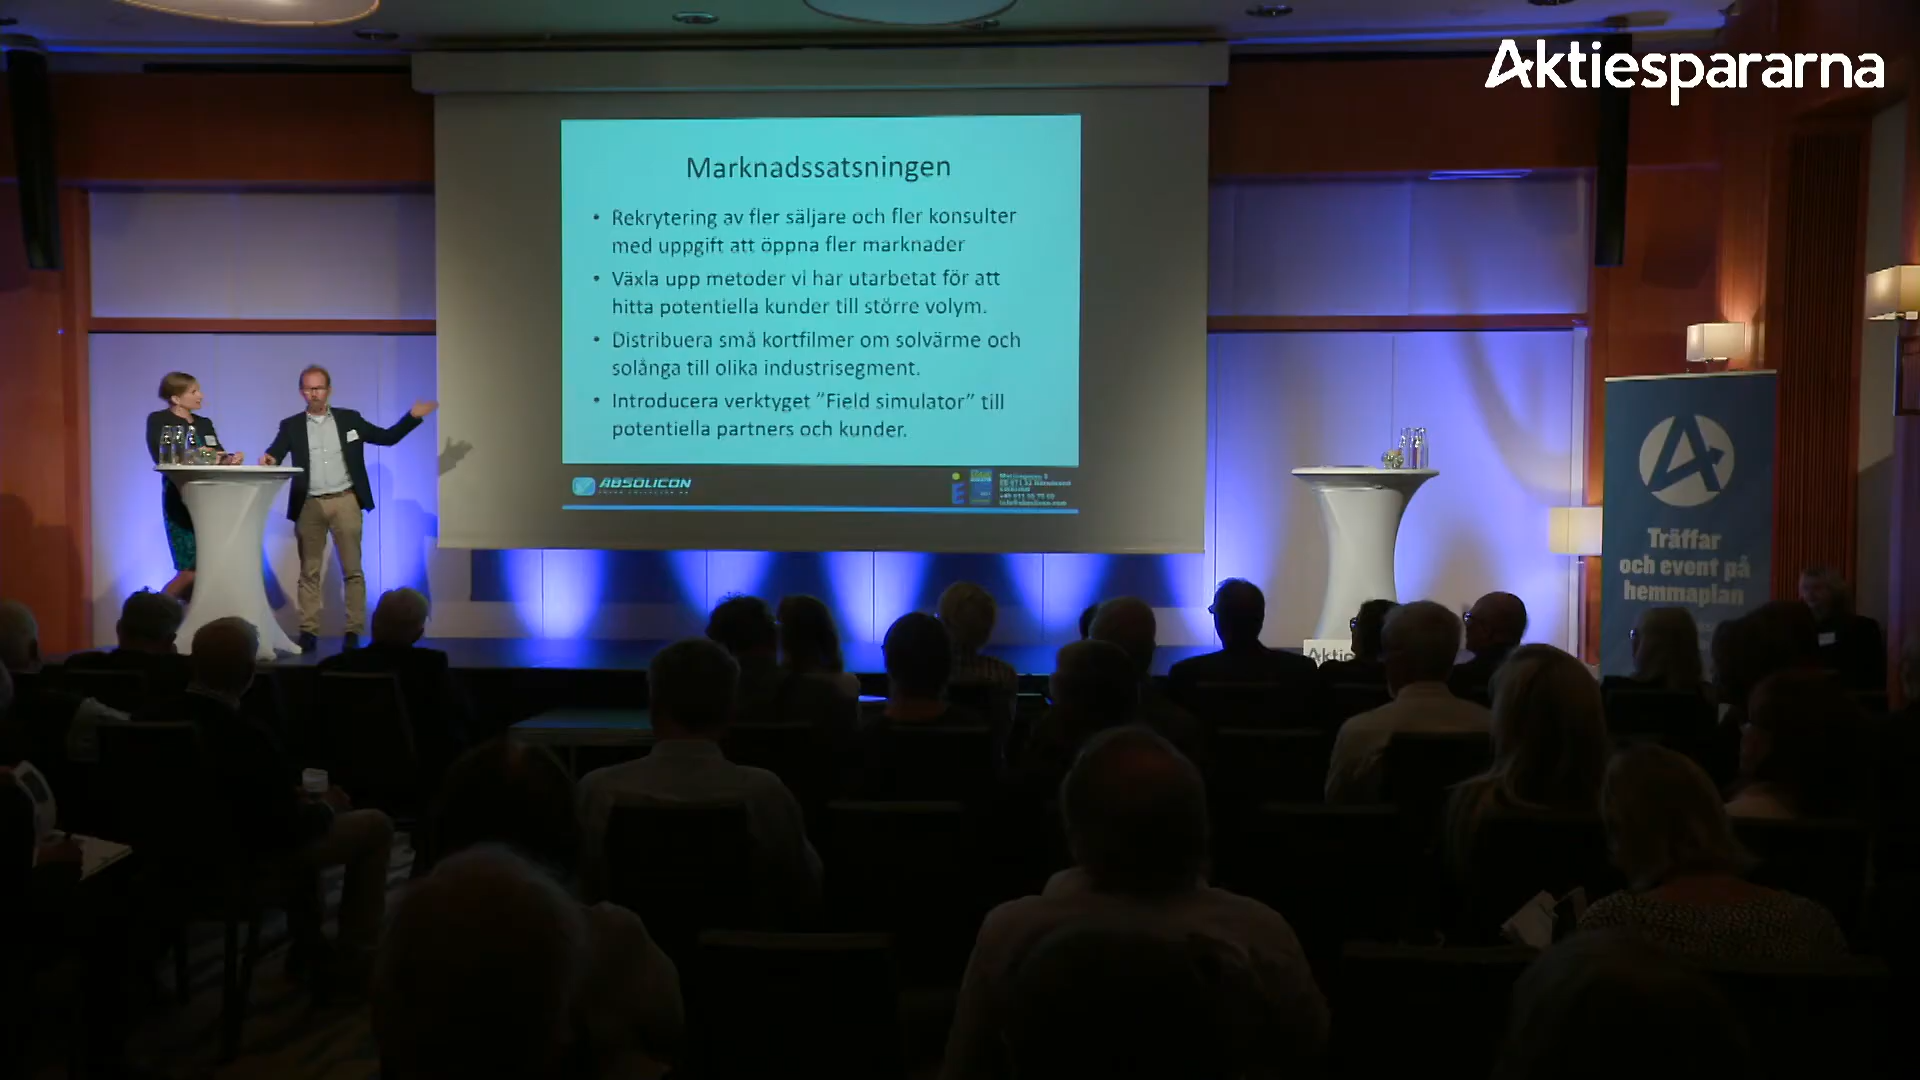 Aktiespararna
Marknadssatsningen
• Rekrytering av fler säljare och fler konsulter
med uppgift att öppna fler marknader
• Växla upp metoder vi har utarbetat för att
hitta potentiella kunder till större volym.
• Distribuera små kortfilmer om solvärme och
solånga till olika industrisegment.
• Introducera verktyget ”Field simulator” till
potentiella partners och kunder.
ABSOLICON
Träffar
och event på
hemmaplan
Aktie